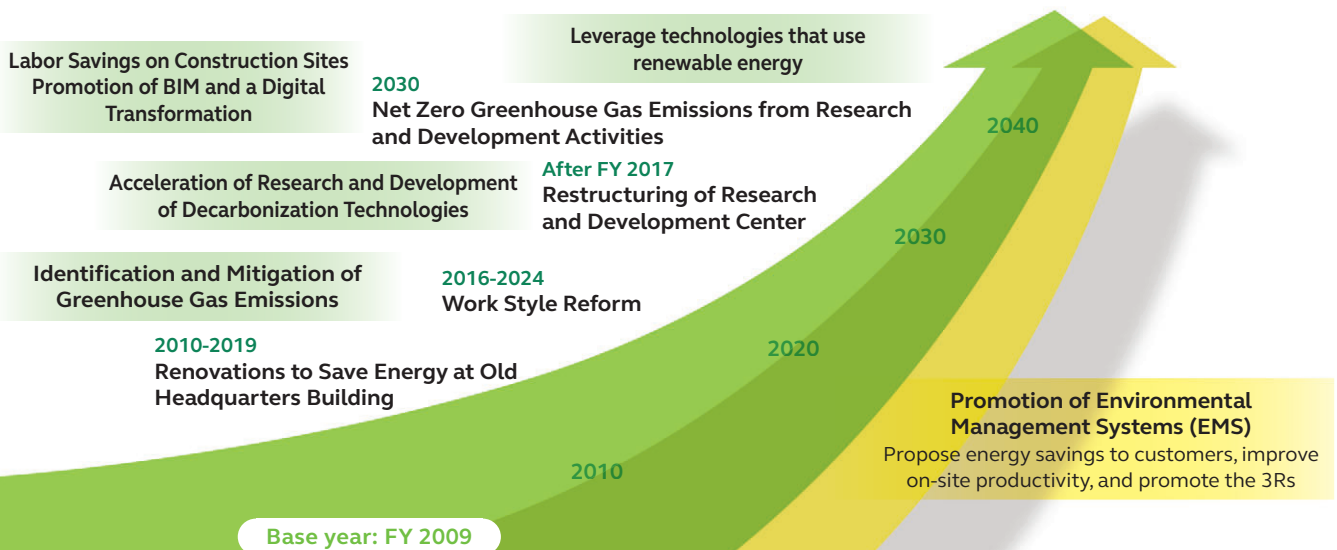 Leverage technologies that use
renewable energy
Labor Savings on Construction Sites
Promotion of BIM and a Digital
Transformation
2030
Net Zero Greenhouse Gas Emissions from Research
and Development Activities
2040
Acceleration of Research and Development
of Decarbonization Technologies
After FY 2017
Restructuring of Research
and Development Center
2030
Identification and Mitigation of
Greenhouse Gas Emissions
2016-2024
Work Style Reform
2010-2019
Renovations to Save Energy at Old
Headquarters Building
2020
Promotion of Environmental
Management Systems (EMS)
Propose energy savings to customers, improve
on-site productivity, and promote the 3Rs
2010
Base year: FY 2009